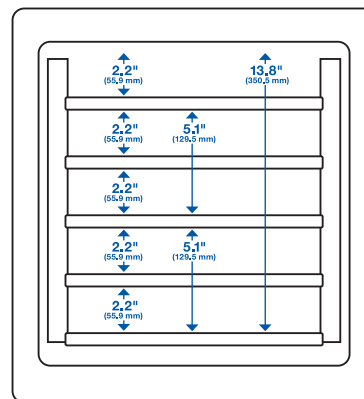 2.2"
(55.9 mm)
13.8"
(350.5 mm)
2.2"
(55.9 mm)
5.1"
(129.5 mm)
2.2"
(55.9 mm)
2.2"
(55.9 mm)
5.1"
(129.5 mm)
2.2"
(55.9 mm)